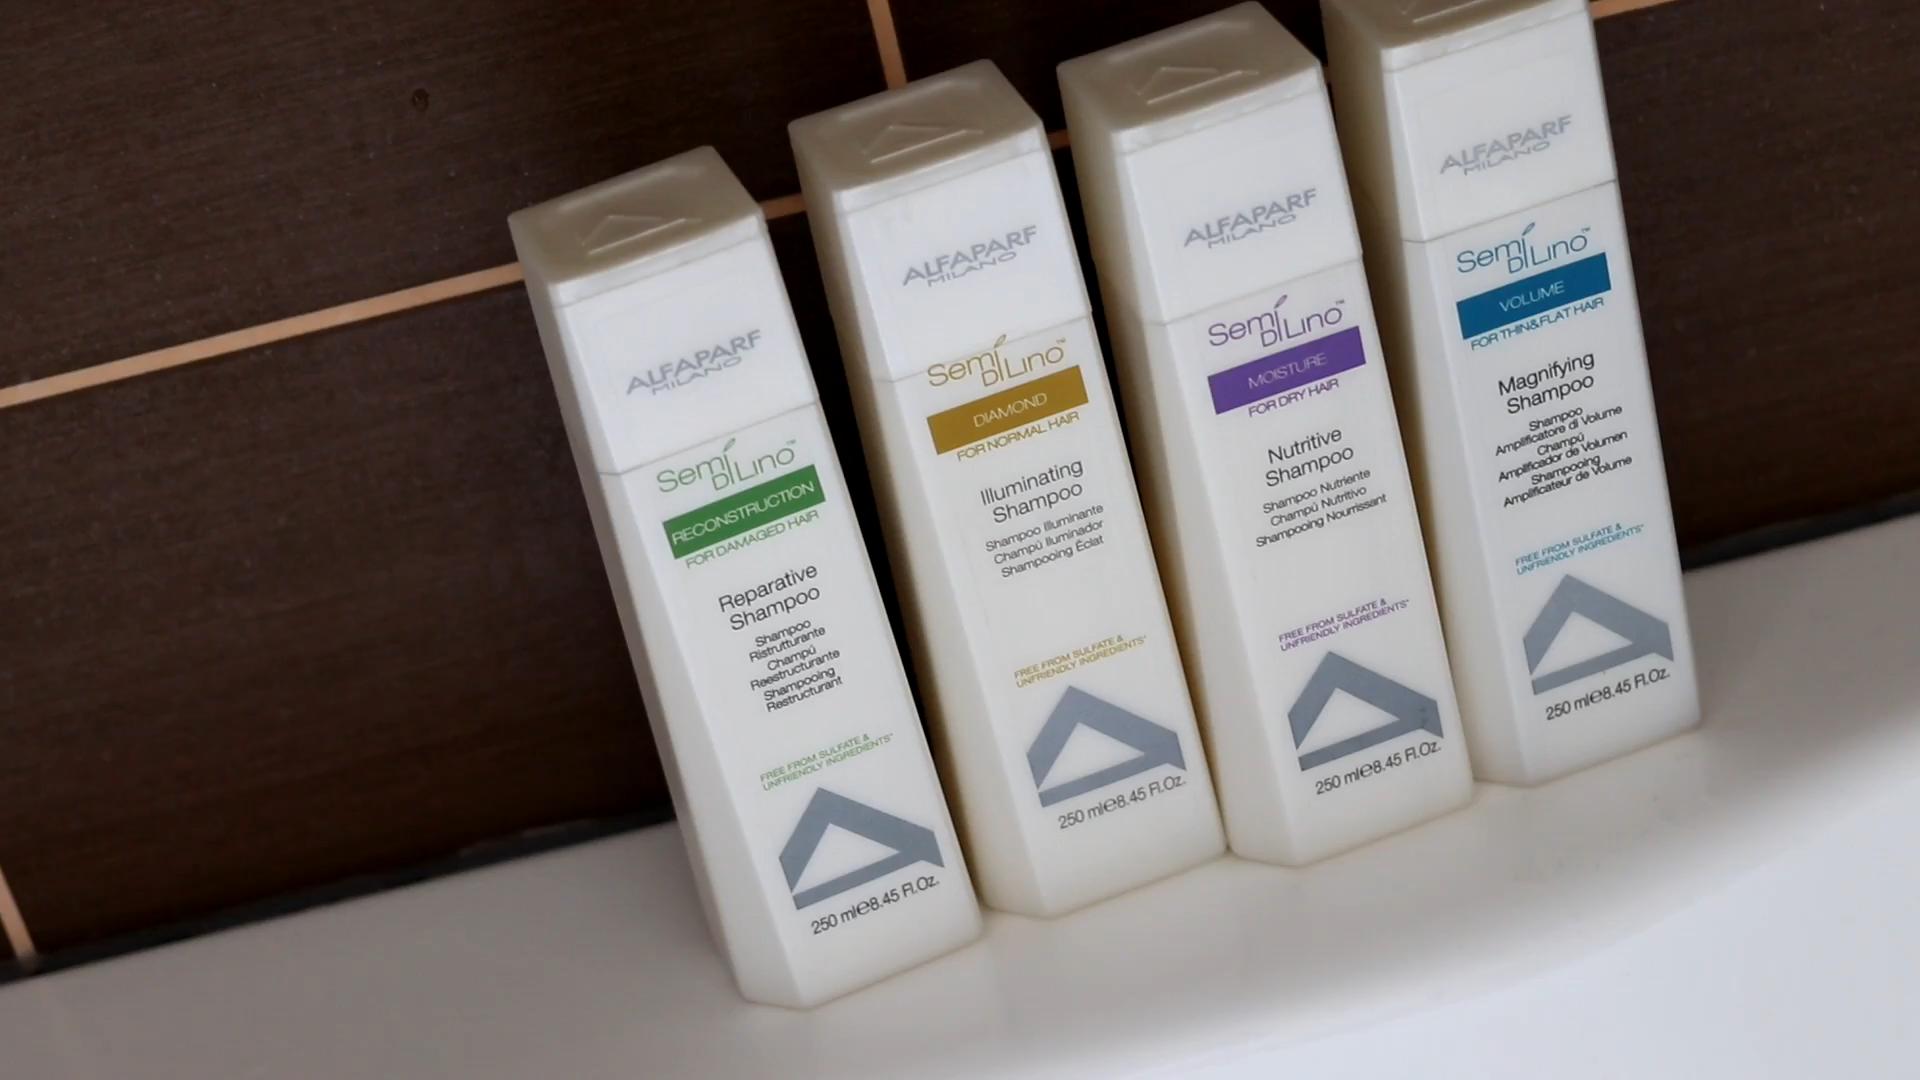 ALFAPARF
MILANO
Semi
Di Lino™
RECONSTRUCTION
FOR DAMAGED HAIR
Reparative
Shampoo
Shampoo
Ristrutturante
Champú
Reestructurante
Shampooing
Restructurant
FREE FROM SULFATE &
UNFRIENDLY INGREDIENTS*
250 ml e 8.45 Fl.Oz.
ALFAPARF
MILANO
Semi
Di Lino™
DIAMOND
FOR NORMAL HAIR
Illuminating
Shampoo
Shampoo Illuminante
Champú Iluminador
Shampooing Éclat
FREE FROM SULFATE &
UNFRIENDLY INGREDIENTS*
250 ml e 8.45 Fl.Oz.
ALFAPARF
MILANO
Semi
Di Lino™
MOISTURE
FOR DRY HAIR
Nutritive
Shampoo
Shampoo Nutriente
Champú Nutritivo
Shampooing Nourrissant
FREE FROM SULFATE &
UNFRIENDLY INGREDIENTS*
250 ml e 8.45 Fl.Oz.
ALFAPARF
MILANO
Semi
Di Lino™
VOLUME
FOR THIN&FLAT HAIR
Magnifying
Shampoo
Shampoo
Amplificatore di Volume
Champú
Amplificador de Volumen
Shampooing
Amplificateur de Volume
FREE FROM SULFATE &
UNFRIENDLY INGREDIENTS*
250 ml e 8.45 Fl.Oz.